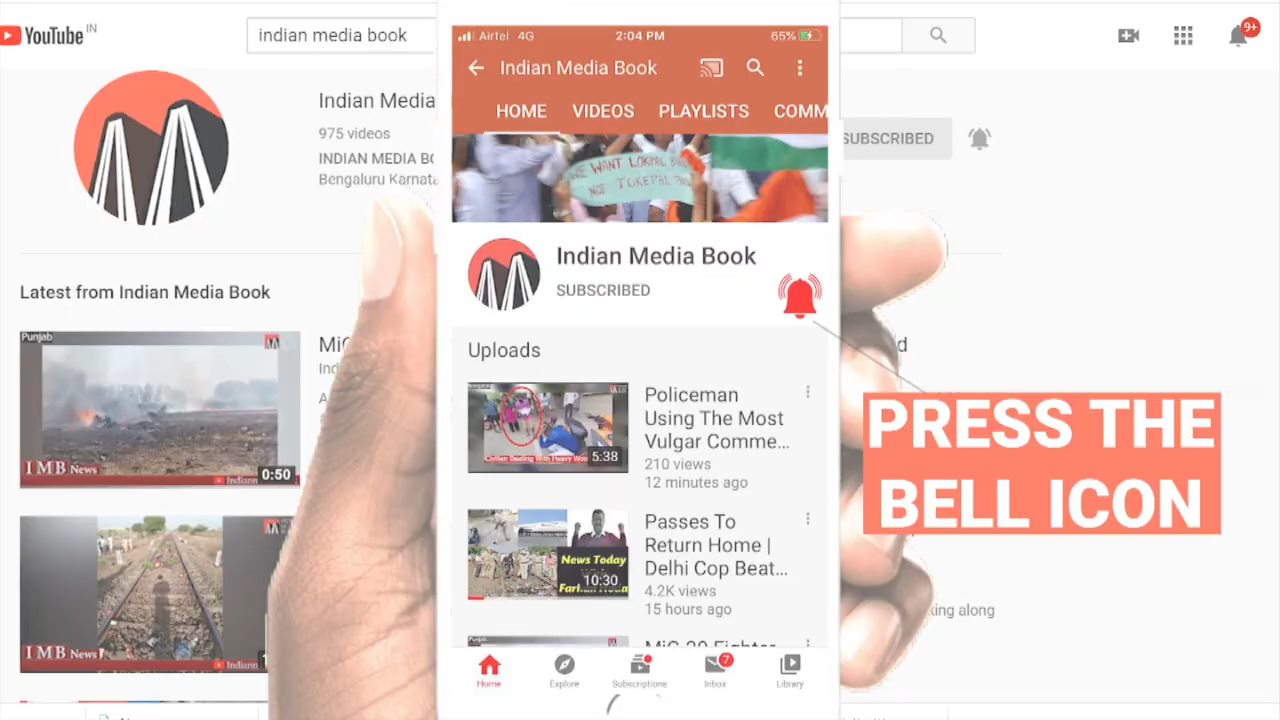 YouTube IN
indian media book
9+
Indian Media
975 videos
INDIAN MEDIA BO
Bengaluru Karnata
SUBSCRIBED
Latest from Indian Media Book
Punjab
IMB News
0:50
IMB News
Airtel 4G
2:04 PM
65%
Indian Media Book
HOME VIDEOS PLAYLISTS COMM
WE WANT LOKPAL
NOT TOKEPAL
Indian Media Book
SUBSCRIBED
Uploads
5:38
Policeman
Using The Most
Vulgar Comme...
210 views
12 minutes ago
News Today
10:30
Passes To
Return Home |
Delhi Cop Beat...
4.2K views
15 hours ago
Home
Explore
Subscriptions
7
Inbox
Library
PRESS THE
BELL ICON
king along